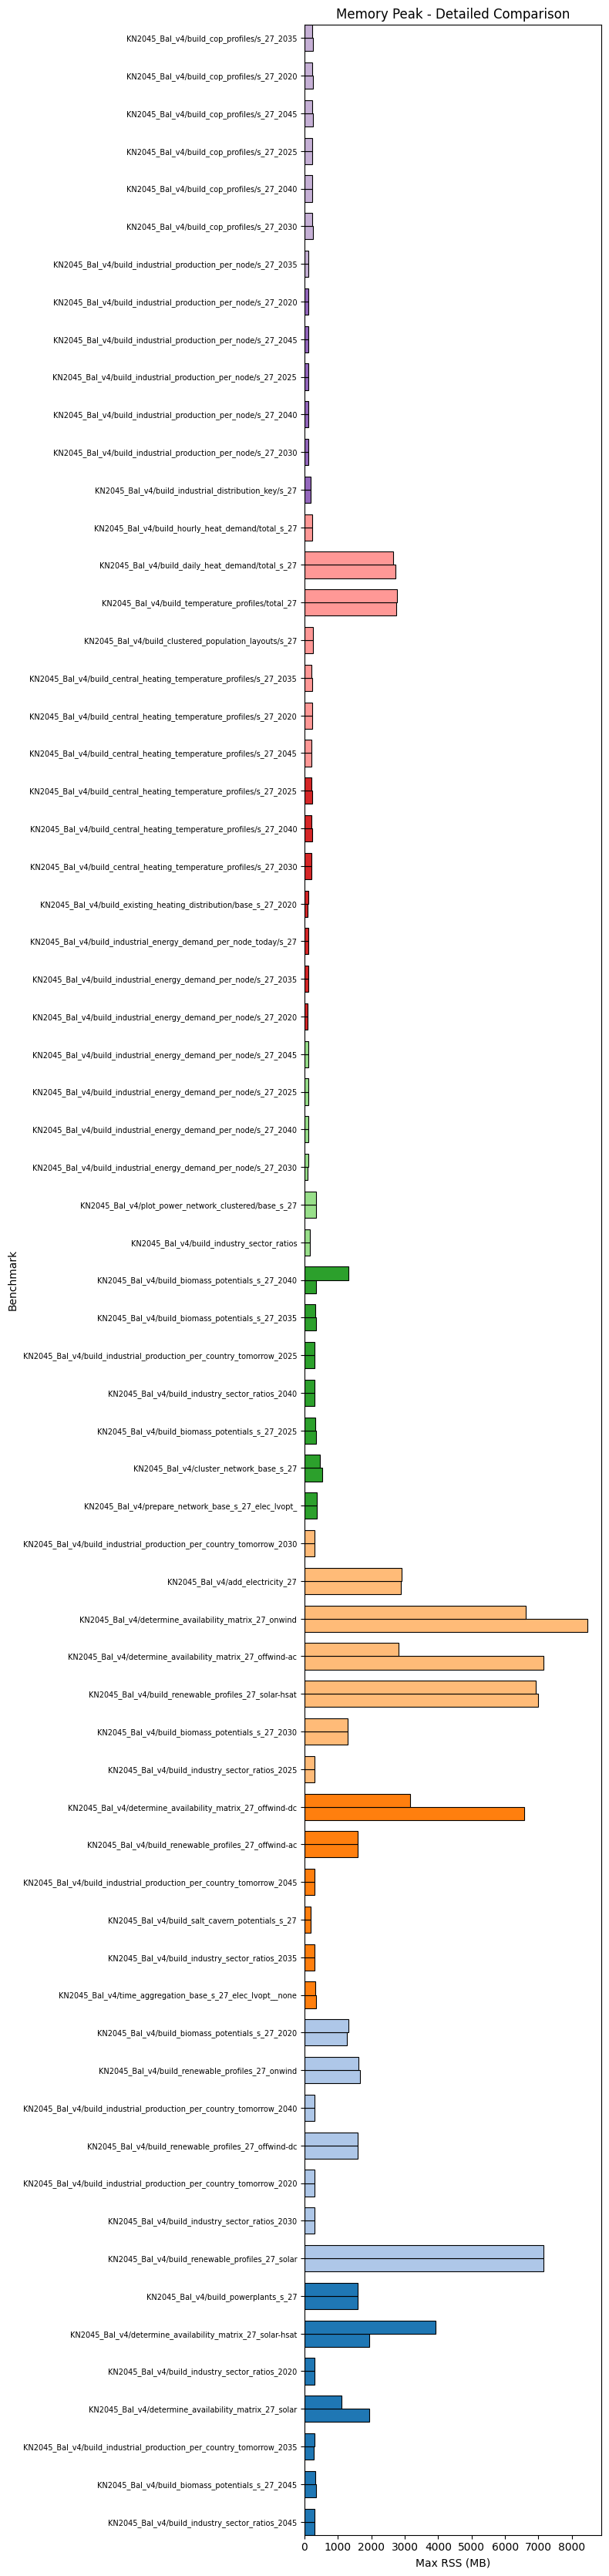 Memory Peak - Detailed Comparison
KN2045_Bal_v4/build_cop_profiles/s_27_2035
KN2045_Bal_v4/build_cop_profiles/s_27_2020
KN2045_Bal_v4/build_cop_profiles/s_27_2045
KN2045_Bal_v4/build_cop_profiles/s_27_2025
KN2045_Bal_v4/build_cop_profiles/s_27_2040
KN2045_Bal_v4/build_cop_profiles/s_27_2030
KN2045_Bal_v4/build_industrial_production_per_node/s_27_2035
KN2045_Bal_v4/build_industrial_production_per_node/s_27_2020
KN2045_Bal_v4/build_industrial_production_per_node/s_27_2045
KN2045_Bal_v4/build_industrial_production_per_node/s_27_2025
KN2045_Bal_v4/build_industrial_production_per_node/s_27_2040
KN2045_Bal_v4/build_industrial_production_per_node/s_27_2030
KN2045_Bal_v4/build_industrial_distribution_key/s_27
KN2045_Bal_v4/build_hourly_heat_demand/total_s_27
KN2045_Bal_v4/build_daily_heat_demand/total_s_27
KN2045_Bal_v4/build_temperature_profiles/total_27
KN2045_Bal_v4/build_clustered_population_layouts/s_27
KN2045_Bal_v4/build_central_heating_temperature_profiles/s_27_2035
KN2045_Bal_v4/build_central_heating_temperature_profiles/s_27_2020
KN2045_Bal_v4/build_central_heating_temperature_profiles/s_27_2045
KN2045_Bal_v4/build_central_heating_temperature_profiles/s_27_2025
KN2045_Bal_v4/build_central_heating_temperature_profiles/s_27_2040
KN2045_Bal_v4/build_central_heating_temperature_profiles/s_27_2030
KN2045_Bal_v4/build_existing_heating_distribution/base_s_27_2020
KN2045_Bal_v4/build_industrial_energy_demand_per_node_today/s_27
KN2045_Bal_v4/build_industrial_energy_demand_per_node/s_27_2035
KN2045_Bal_v4/build_industrial_energy_demand_per_node/s_27_2020
KN2045_Bal_v4/build_industrial_energy_demand_per_node/s_27_2045
KN2045_Bal_v4/build_industrial_energy_demand_per_node/s_27_2025
KN2045_Bal_v4/build_industrial_energy_demand_per_node/s_27_2040
KN2045_Bal_v4/build_industrial_energy_demand_per_node/s_27_2030
KN2045_Bal_v4/plot_power_network_clustered/base_s_27
KN2045_Bal_v4/build_industry_sector_ratios
KN2045_Bal_v4/build_biomass_potentials_s_27_2040
KN2045_Bal_v4/build_biomass_potentials_s_27_2035
KN2045_Bal_v4/build_industrial_production_per_country_tomorrow_2025
KN2045_Bal_v4/build_industry_sector_ratios_2040
KN2045_Bal_v4/build_biomass_potentials_s_27_2025
KN2045_Bal_v4/cluster_network_base_s_27
KN2045_Bal_v4/prepare_network_base_s_27_elec_lvopt_
KN2045_Bal_v4/build_industrial_production_per_country_tomorrow_2030
KN2045_Bal_v4/add_electricity_27
KN2045_Bal_v4/determine_availability_matrix_27_onwind
KN2045_Bal_v4/determine_availability_matrix_27_offwind-ac
KN2045_Bal_v4/build_renewable_profiles_27_solar-hsat
KN2045_Bal_v4/build_biomass_potentials_s_27_2030
KN2045_Bal_v4/build_industry_sector_ratios_2025
KN2045_Bal_v4/determine_availability_matrix_27_offwind-dc
KN2045_Bal_v4/build_renewable_profiles_27_offwind-ac
KN2045_Bal_v4/build_industrial_production_per_country_tomorrow_2045
KN2045_Bal_v4/build_salt_cavern_potentials_s_27
KN2045_Bal_v4/build_industry_sector_ratios_2035
KN2045_Bal_v4/time_aggregation_base_s_27_elec_lvopt__none
KN2045_Bal_v4/build_biomass_potentials_s_27_2020
KN2045_Bal_v4/build_renewable_profiles_27_onwind
KN2045_Bal_v4/build_industrial_production_per_country_tomorrow_2040
KN2045_Bal_v4/build_renewable_profiles_27_offwind-dc
KN2045_Bal_v4/build_industrial_production_per_country_tomorrow_2020
KN2045_Bal_v4/build_industry_sector_ratios_2030
KN2045_Bal_v4/build_renewable_profiles_27_solar
KN2045_Bal_v4/build_powerplants_s_27
KN2045_Bal_v4/determine_availability_matrix_27_solar-hsat
KN2045_Bal_v4/build_industry_sector_ratios_2020
KN2045_Bal_v4/determine_availability_matrix_27_solar
KN2045_Bal_v4/build_industrial_production_per_country_tomorrow_2035
KN2045_Bal_v4/build_biomass_potentials_s_27_2045
KN2045_Bal_v4/build_industry_sector_ratios_2045
Benchmark
0 1000 2000 3000 4000 5000 6000 7000 8000
Max RSS (MB)